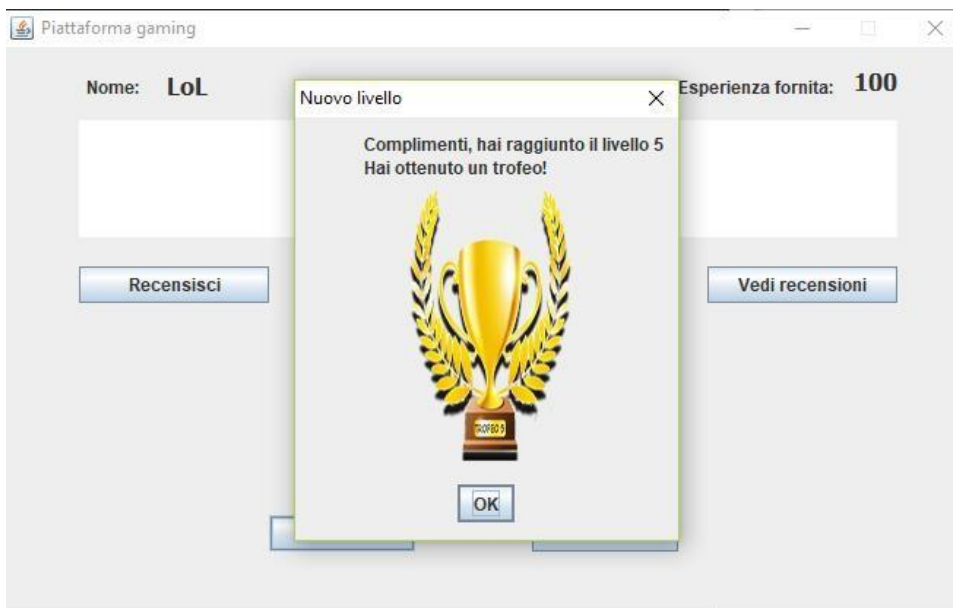 Piattaforma gaming
Nome: LoL
Esperienza fornita: 100
Nuovo livello
Complimenti, hai raggiunto il livello 5
Hai ottenuto un trofeo!
Recensisci
Vedi recensioni
TROFEO 5
OK